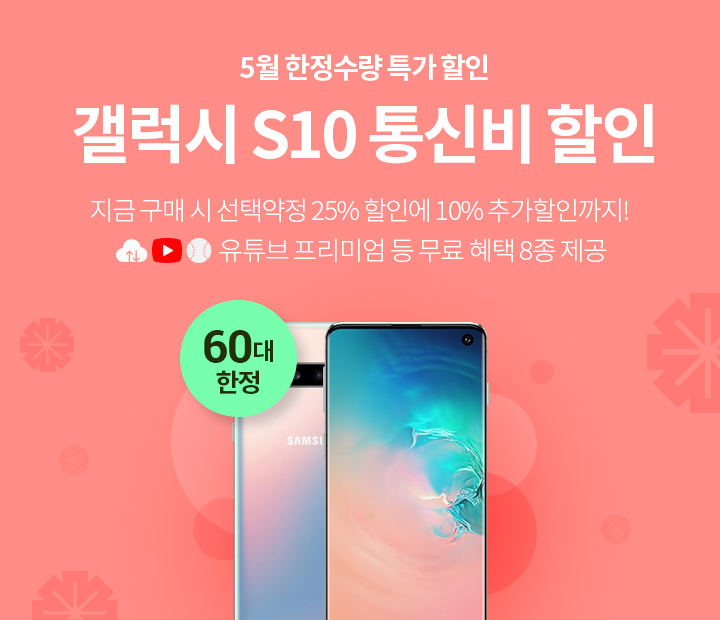 5월 한정수량 특가 할인
갤럭시 S10 통신비 할인
지금 구매 시 선택약정 25% 할인에 10% 추가할인까지!
유튜브 프리미엄 등 무료 혜택 8종 제공
60대
한정
SAMSU